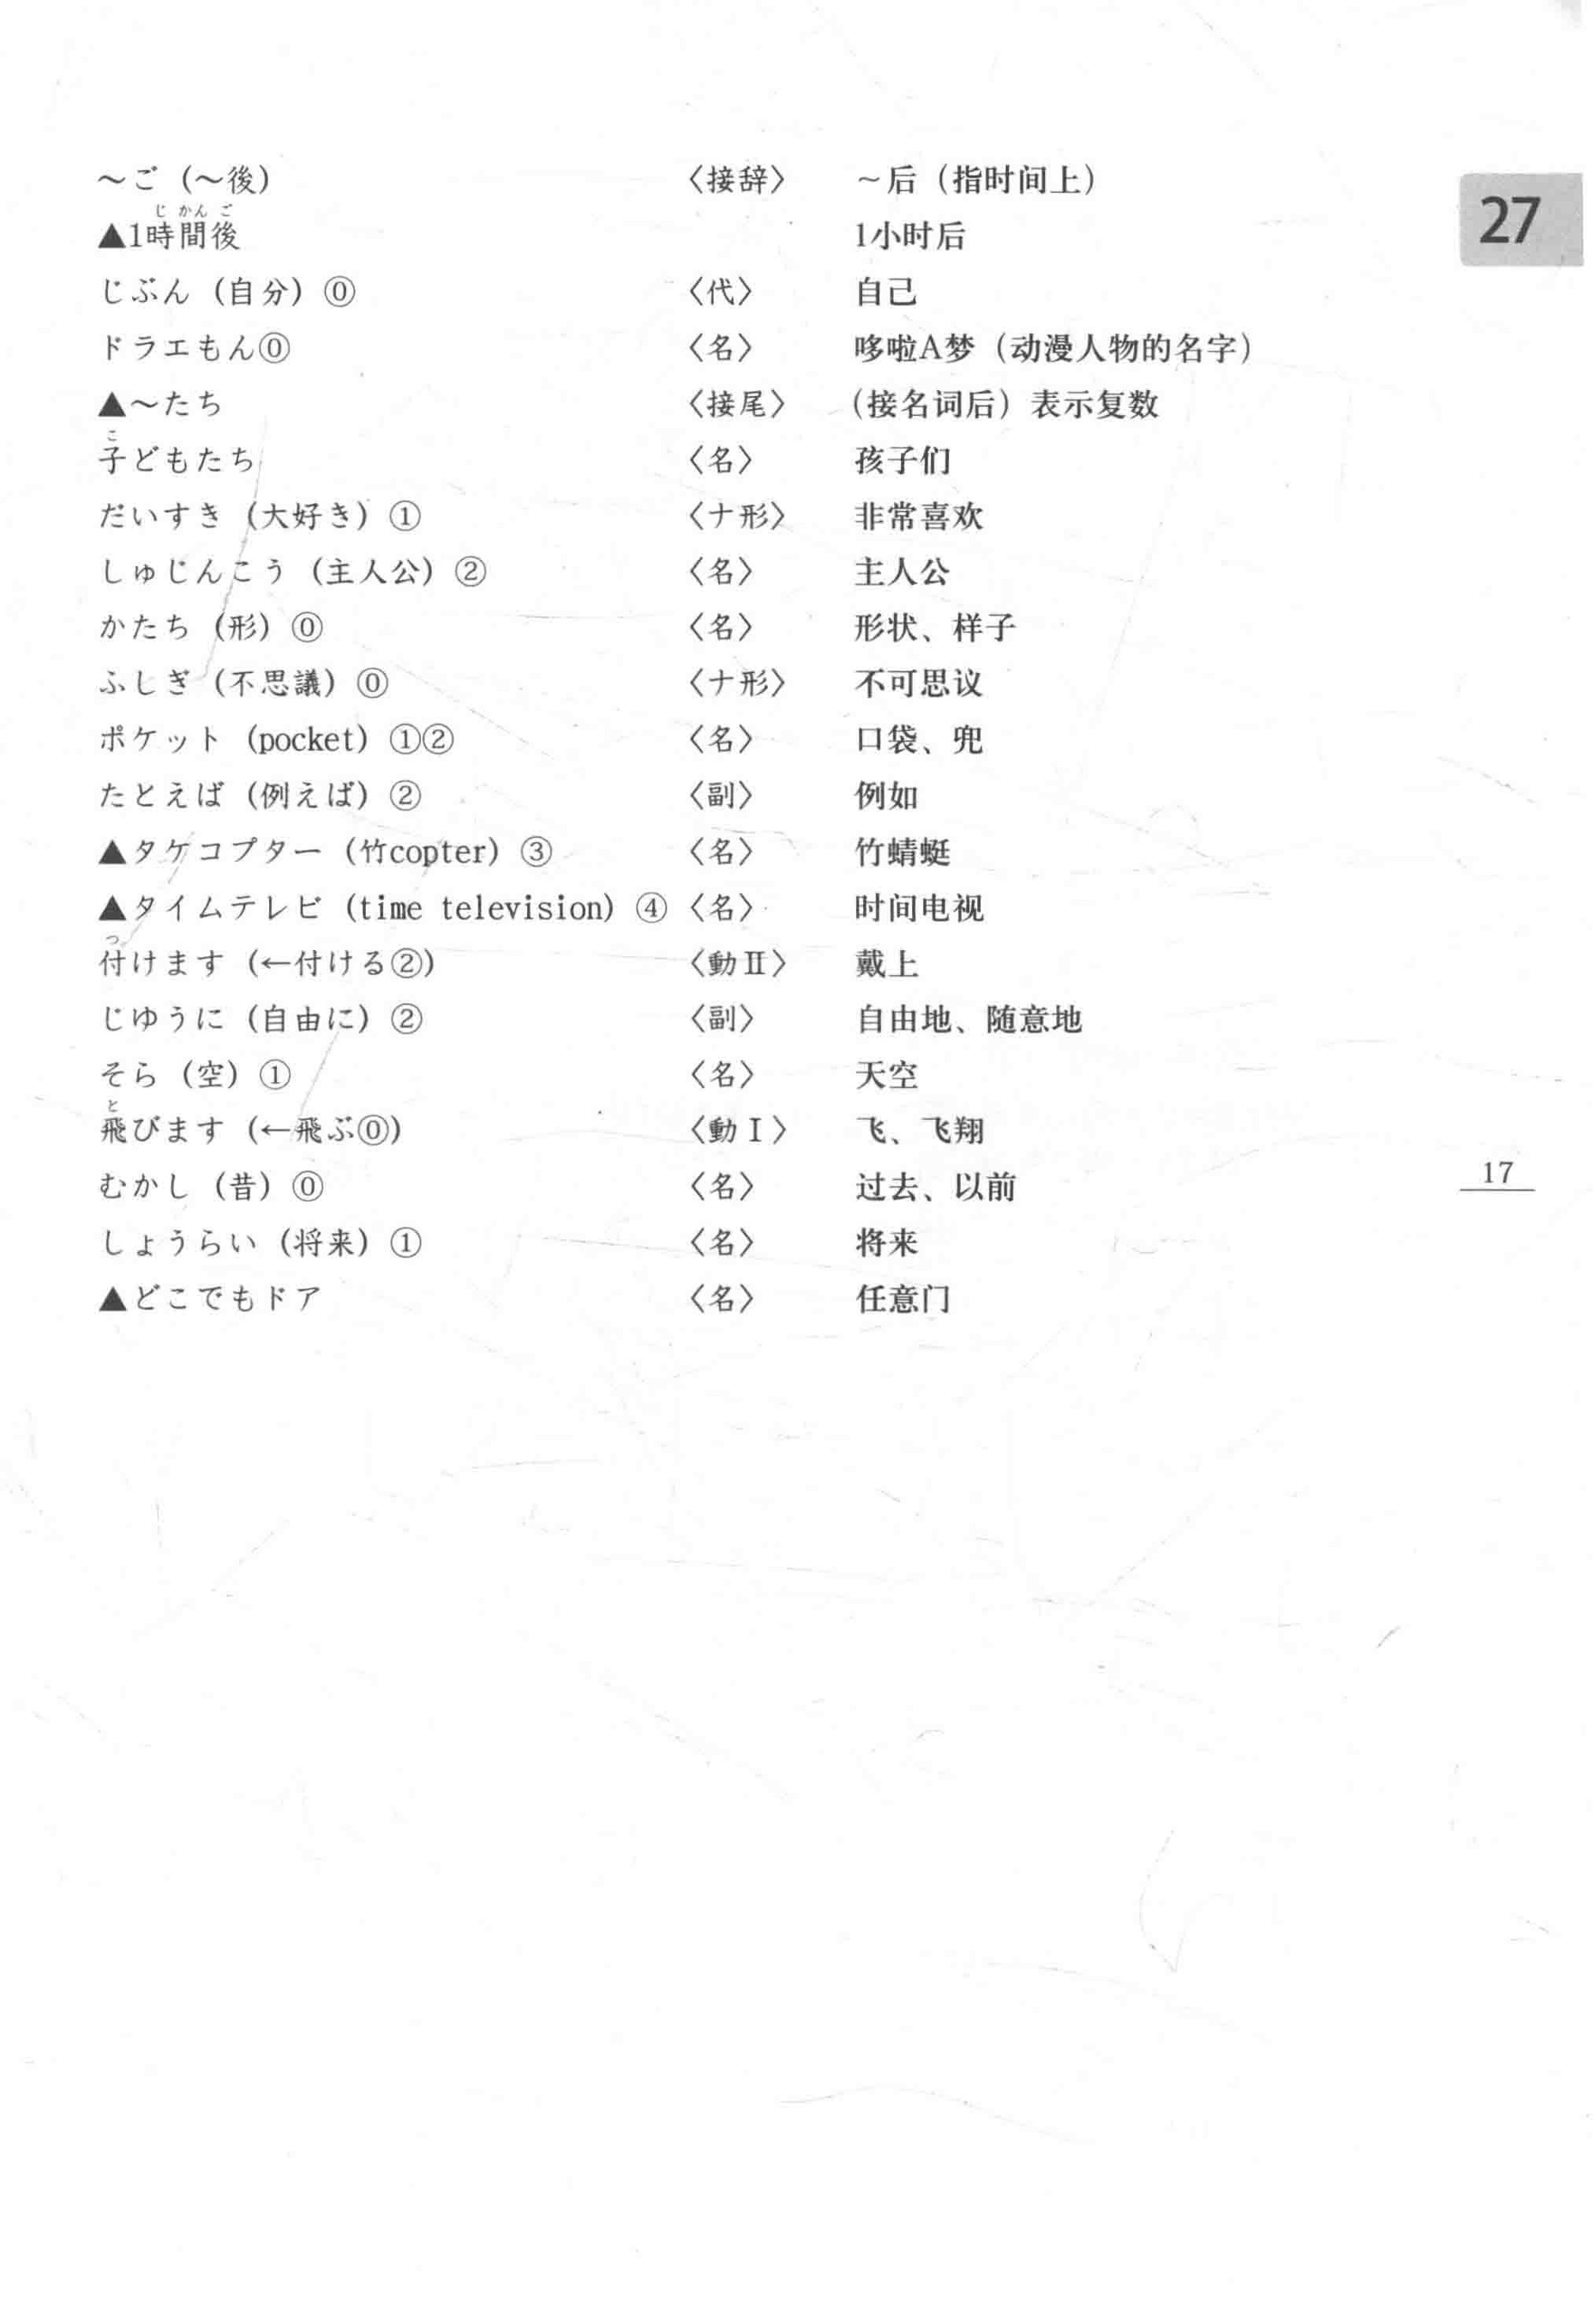 ～ご（～後） 〈接辞〉 ～后（指时间上）
27
じ かん ご
▲1時間後 1小时后
じぶん（自分）⓪ 〈代〉 自己
ドラエもん⓪ 〈名〉 哆啦A梦（动漫人物的名字）
▲～たち 〈接尾〉 （接名词后）表示复数
こ
子どもたち 〈名〉 孩子们
だいすき（大好き）① 〈ナ形〉 非常喜欢
しゅじんこう（主人公）② 〈名〉 主人公
かたち（形）⓪ 〈名〉 形状、样子
ふしぎ（不思議）⓪ 〈ナ形〉 不可思议
ポケット（pocket）①② 〈名〉 口袋、兜
たとえば（例えば）② 〈副〉 例如
▲タケコプター（竹copter）③ 〈名〉 竹蜻蜓
▲タイムテレビ（time television）④ 〈名〉 时间电视
つ
付けます（←付ける②） 〈動Ⅱ〉 戴上
じゆうに（自由に）② 〈副〉 自由地、随意地
そら（空）① 〈名〉 天空
と
飛びます（←飛ぶ⓪） 〈動Ⅰ〉 飞、飞翔
むかし（昔）⓪ 〈名〉 过去、以前
17
しょうらい（将来）① 〈名〉 将来
▲どこでもドア 〈名〉 任意门